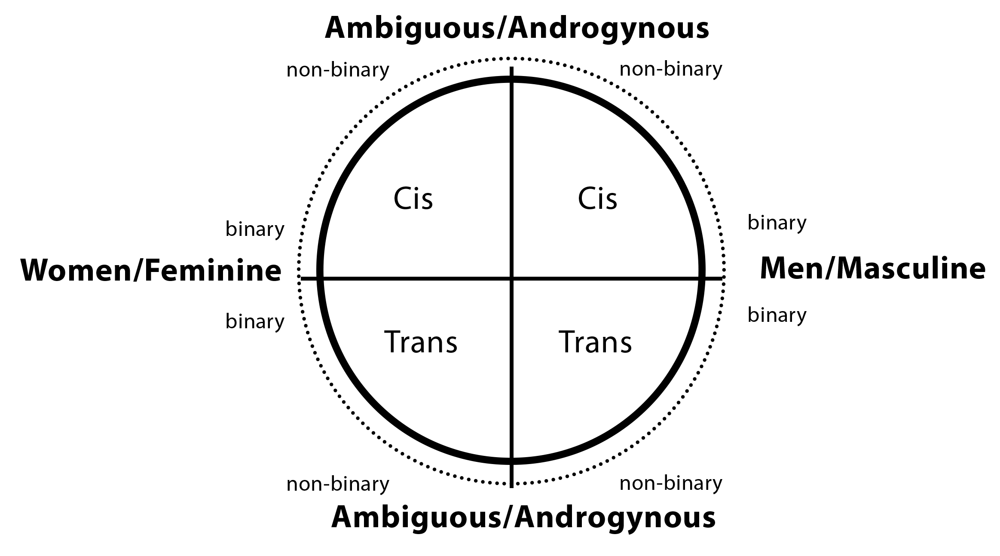 Ambiguous/Androgynous
non-binary
non-binary
Cis
Cis
binary
binary
Women/Feminine
Men/Masculine
binary
binary
Trans
Trans
non-binary
non-binary
Ambiguous/Androgynous